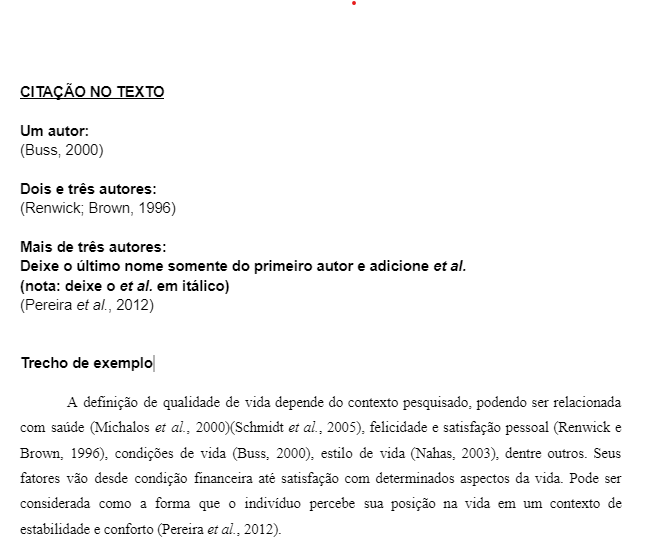 CITAÇÃO NO TEXTO
Um autor:
(Buss, 2000)
Dois e três autores:
(Renwick; Brown, 1996)
Mais de três autores:
Deixe o último nome somente do primeiro autor e adicione et al.
(nota: deixe o et al. em itálico)
(Pereira et al., 2012)
Trecho de exemplo
A definição de qualidade de vida depende do contexto pesquisado, podendo ser relacionada
com saúde (Michalos et al., 2000)(Schmidt et al., 2005), felicidade e satisfação pessoal (Renwick e
Brown, 1996), condições de vida (Buss, 2000), estilo de vida (Nahas, 2003), dentre outros. Seus
fatores vão desde condição financeira até satisfação com determinados aspectos da vida. Pode ser
considerada como a forma que o indivíduo percebe sua posição na vida em um contexto de
estabilidade e conforto (Pereira et al., 2012).